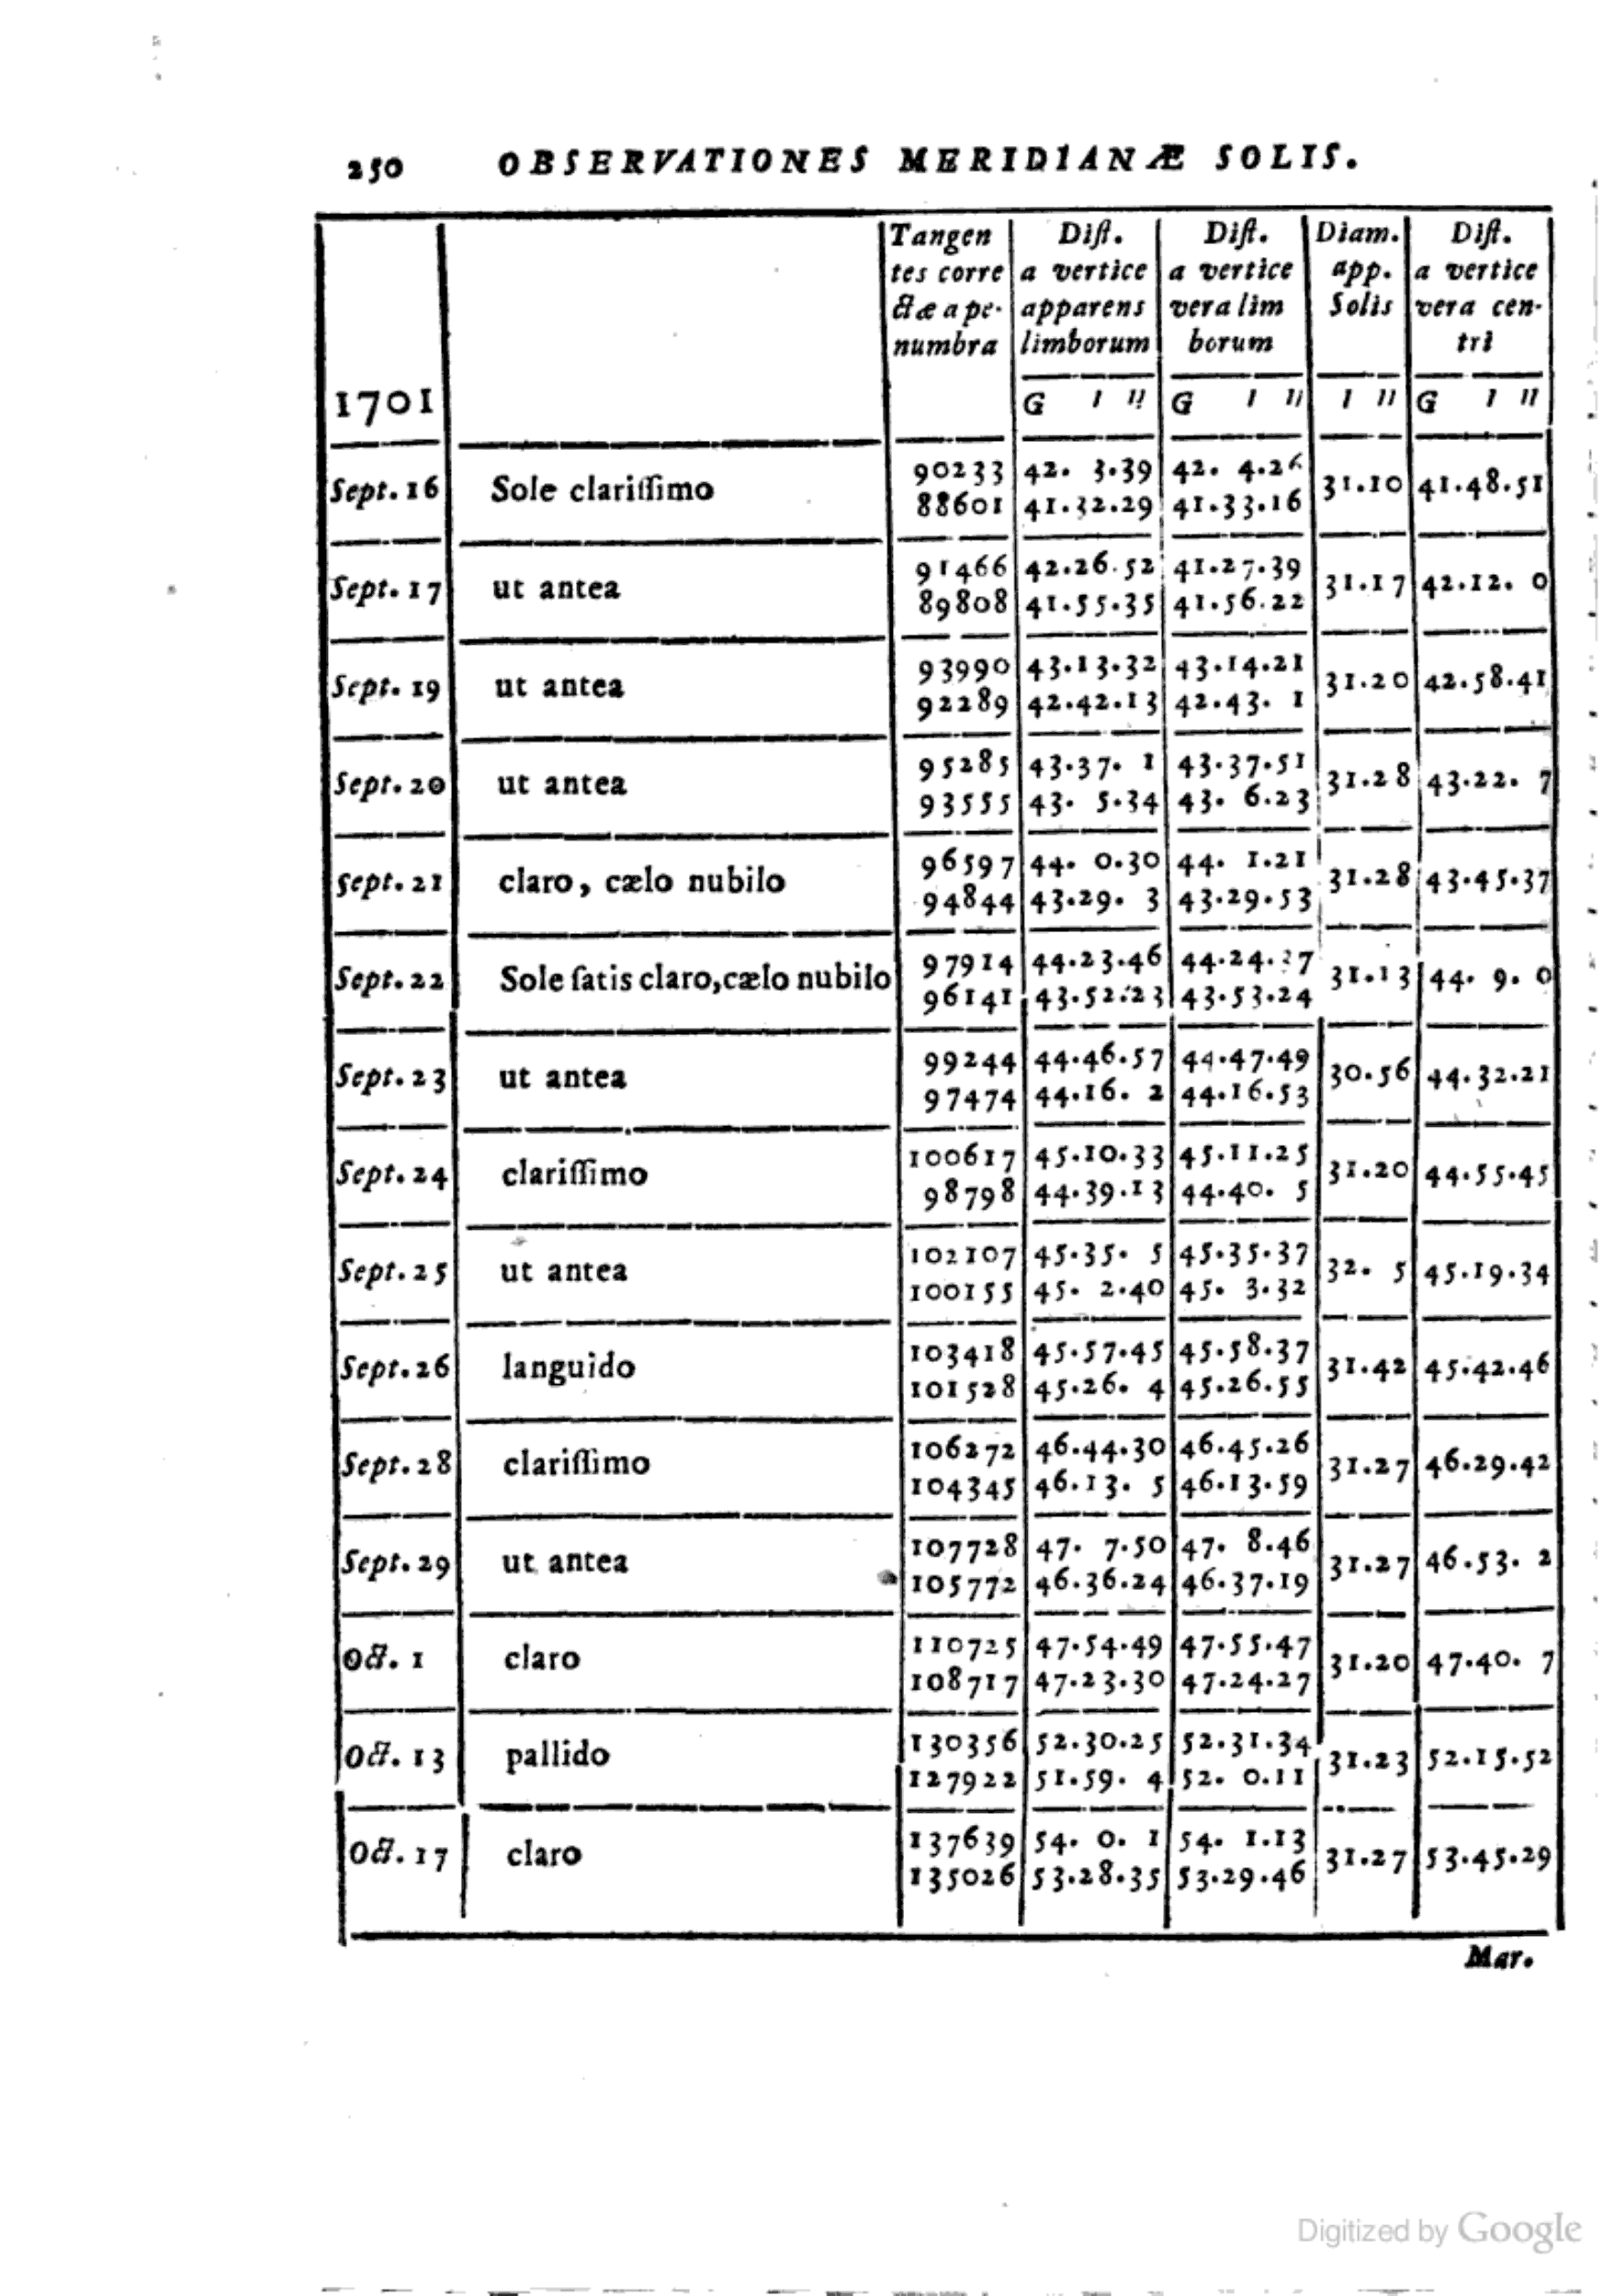 250 OBSERVATIONES MERIDIANÆ SOLIS.
Tangen Diſt. Diſt. Diam. Diſt.
tes corre a vertice a vertice app. a vertice
ctæ a pe- apparens vera lim Solis vera cen-
numbra limborum borum tri
1701 G I II G I II I II G I II
90233 42. 3.39 42. 4.26
Sept. 16 Sole clariſſimo 31.10 41.48.51
88601 41.32.29 41.33.16
91466 42.26.52 41.27.39
Sept. 17 ut antea 31.17 42.12. 0
89808 41.55.35 41.56.22
93990 43.13.32 43.14.21
Sept. 19 ut antea 31.20 42.58.41
92289 42.42.13 42.43. 1
95285 43.37. 1 43.37.51
Sept. 20 ut antea 31.28 43.22. 7
93555 43. 5.34 43. 6.23
96597 44. 0.30 44. 1.21
Sept. 21 claro, cælo nubilo 31.28 43.45.37
94844 43.29. 3 43.29.53
97914 44.23.46 44.24.37
Sept. 22 Sole ſatis claro,cælo nubilo 31.13 44. 9. 0
96141 43.52.23 43.53.24
99244 44.46.57 44.47.49
Sept. 23 ut antea 30.56 44.32.21
97474 44.16. 2 44.16.53
100617 45.10.33 45.11.25
Sept. 24 clariſſimo 31.20 44.55.45
98798 44.39.13 44.40. 5
102107 45.35. 5 45.35.37
Sept. 25 ut antea 32. 5 45.19.34
100155 45. 2.40 45. 3.32
103418 45.57.45 45.58.37
Sept. 26 languido 31.42 45.42.46
101528 45.26. 4 45.26.55
106272 46.44.30 46.45.26
Sept. 28 clariſſimo 31.27 46.29.42
104345 46.13. 5 46.13.59
107728 47. 7.50 47. 8.46
Sept. 29 ut antea 31.27 46.53. 2
105772 46.36.24 46.37.19
110725 47.54.49 47.55.47
Oct. 1 claro 31.20 47.40. 7
108717 47.23.30 47.24.27
130356 52.30.25 52.31.34
Oct. 13 pallido 31.23 52.15.52
127922 51.59. 4 52. 0.11
137639 54. 0. 1 54. 1.13
Oct. 17 claro 31.27 53.45.29
135026 53.28.35 53.29.46
Mar.
Digitized by Google